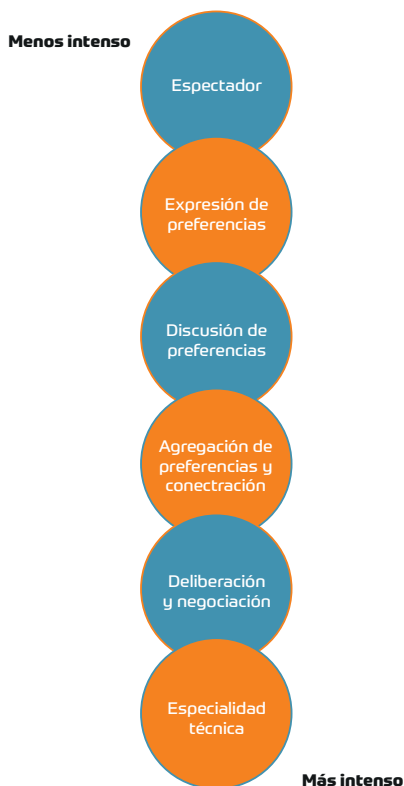 Menos intenso
Espectador
Expresión de
preferencias
Discusión de
preferencias
Agregación de
preferencias y
conectración
Deliberación
y negociación
Especialidad
técnica
Más intenso